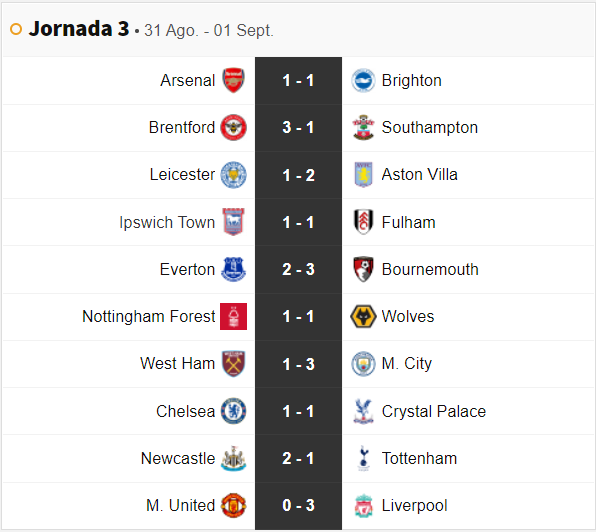 Jornada 3 • 31 Ago. - 01 Sept.
Arsenal 1 - 1 Brighton
Brentford 3 - 1 Southampton
Leicester 1 - 2 Aston Villa
Ipswich Town 1 - 1 Fulham
Everton 2 - 3 Bournemouth
Nottingham Forest 1 - 1 Wolves
West Ham 1 - 3 M. City
Chelsea 1 - 1 Crystal Palace
Newcastle 2 - 1 Tottenham
M. United 0 - 3 Liverpool